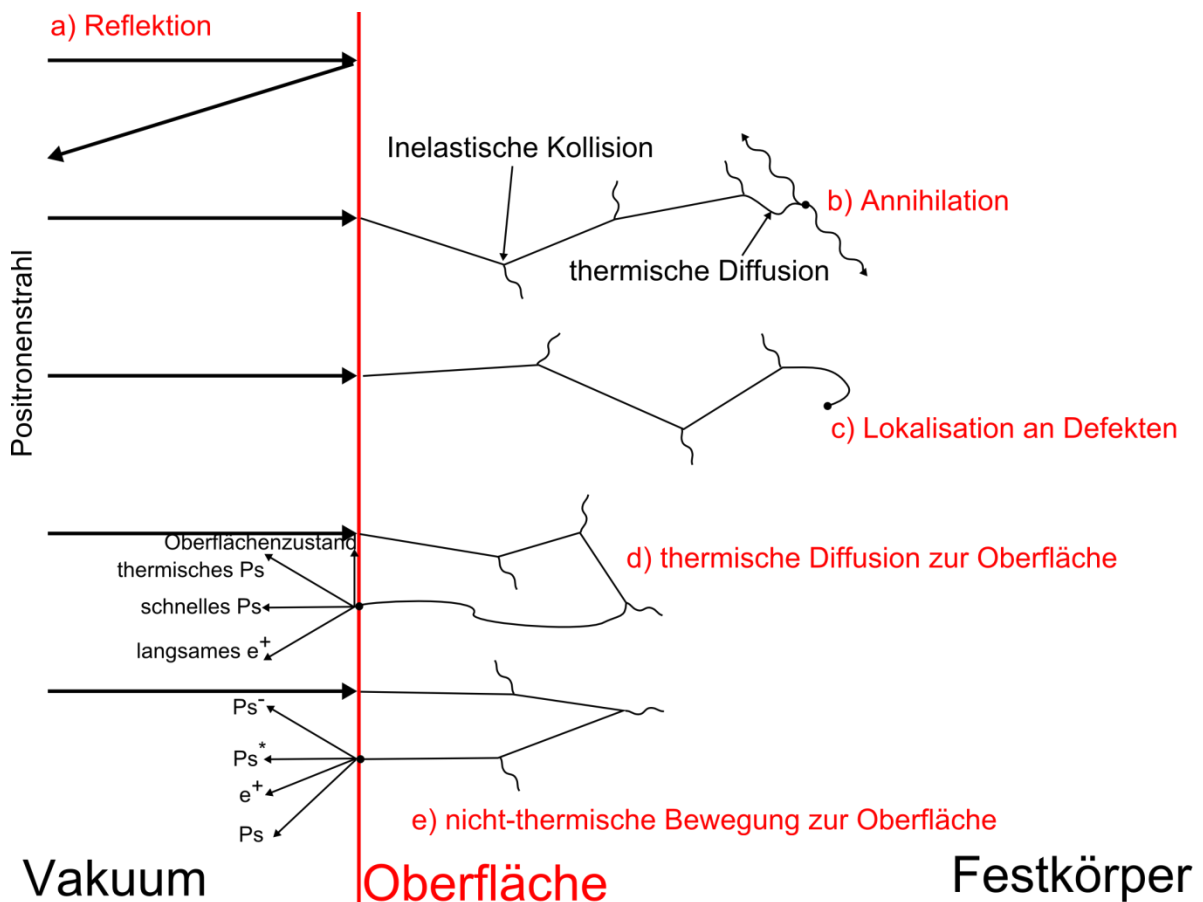 a) Reflektion
Inelastische Kollision
b) Annihilation
thermische Diffusion
Positronenstrahl
c) Lokalisation an Defekten
Oberflächenzustand
d) thermische Diffusion zur Oberfläche
thermisches Ps
schnelles Ps
langsames e⁺
Ps⁻
Ps*
e⁺
Ps
e) nicht-thermische Bewegung zur Oberfläche
Vakuum
Oberfläche
Festkörper